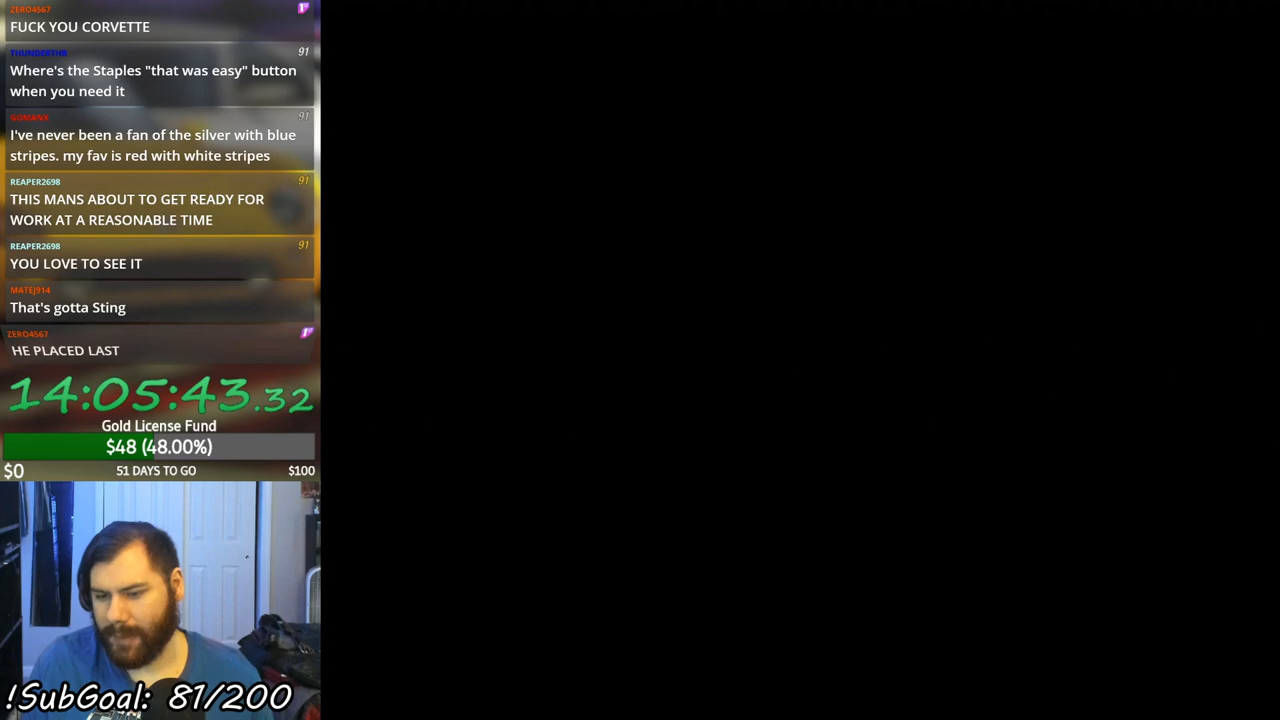 ZERO4567
FUCK YOU CORVETTE
THUNDERTHR 91
Where's the Staples "that was easy" button
when you need it
GOMANX 91
I've never been a fan of the silver with blue
stripes. my fav is red with white stripes
REAPER2698 91
THIS MANS ABOUT TO GET READY FOR
WORK AT A REASONABLE TIME
REAPER2698 91
YOU LOVE TO SEE IT
MATEJ914
That's gotta Sting
ZERO4567
HE PLACED LAST
14:05:43.32
Gold License Fund
$48 (48.00%)
$0 51 DAYS TO GO $100
!SubGoal: 81/200